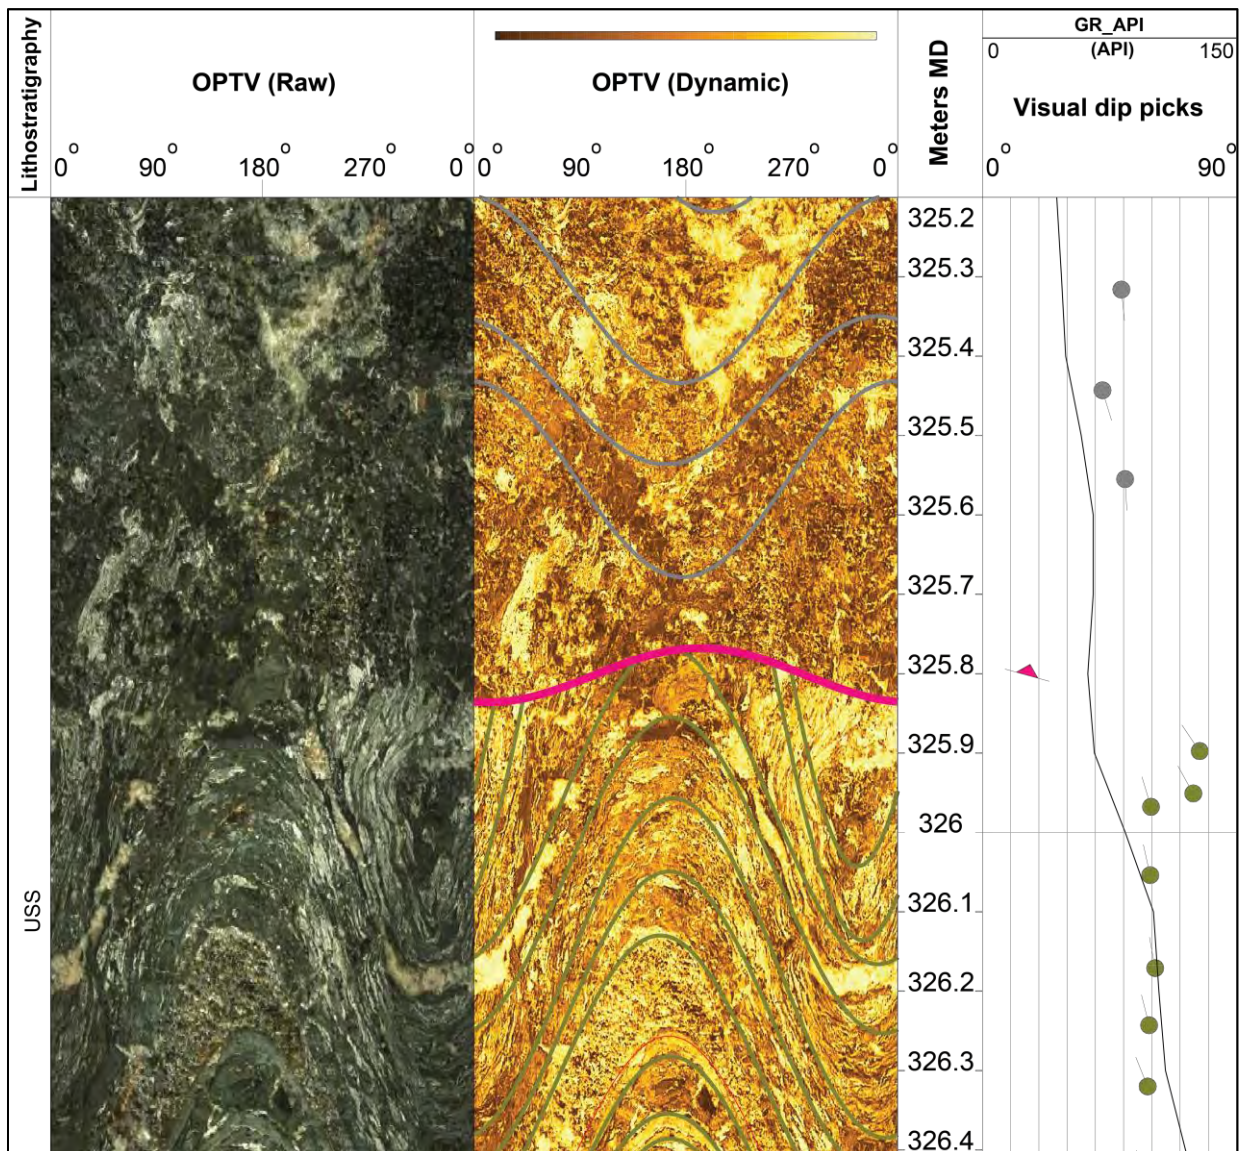 Lithostratigraphy
OPTV (Raw)
0° 90° 180° 270° 0°
OPTV (Dynamic)
0° 90° 180° 270° 0°
Meters MD
GR_API
0 (API) 150
Visual dip picks
0° 90°
USS
325.2
325.3
325.4
325.5
325.6
325.7
325.8
325.9
326
326.1
326.2
326.3
326.4